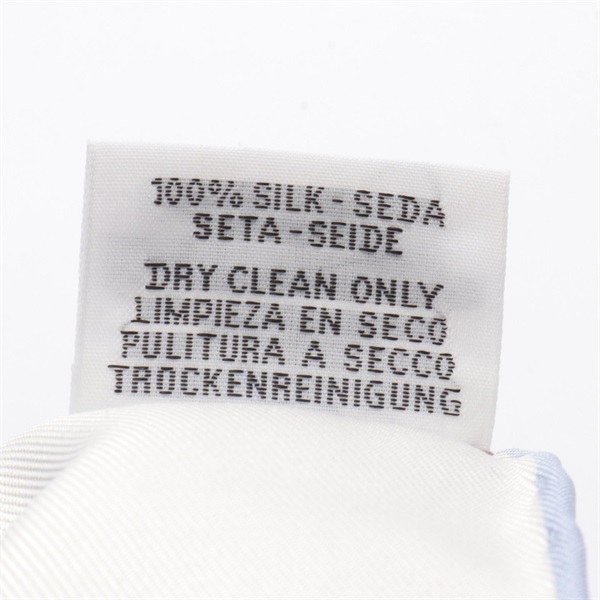 100% SILK - SEDA
SETA - SEIDE
DRY CLEAN ONLY
LIMPIEZA EN SECO
PULITURA A SECCO
TROCKENREINIGUNG